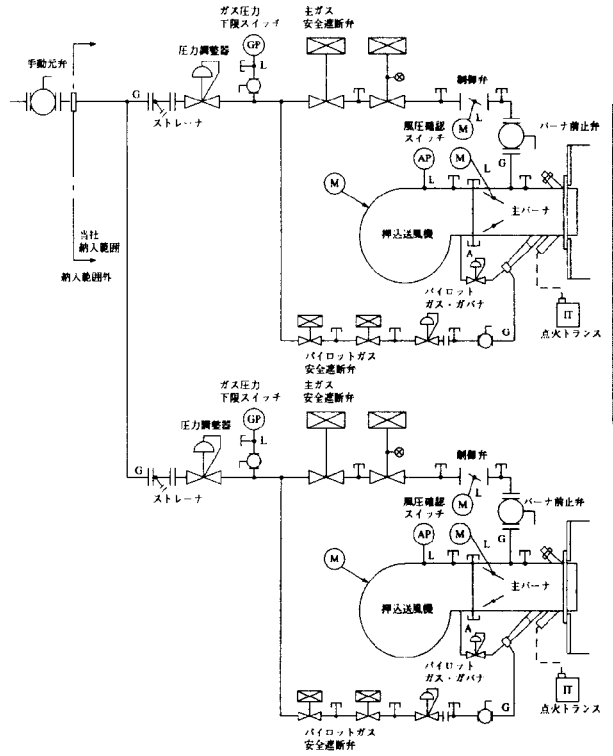 ガス圧力
下限スイッチ
主ガス
安全遮断弁
圧力調整器
GP
L
手動元弁
G
ストレーナ
制御弁
L
M
風圧確認
スイッチ
バーナ前止弁
AP
M
G
L
L
M
主バーナ
押込送風機
当社
納入範囲
納入範囲外
A
パイロット
ガス・ガバナ
IT
点火トランス
G
パイロットガス
安全遮断弁
ガス圧力
下限スイッチ
主ガス
安全遮断弁
圧力調整器
GP
L
G
ストレーナ
制御弁
L
M
風圧確認
スイッチ
バーナ前止弁
AP
M
G
L
L
M
主バーナ
押込送風機
A
パイロット
ガス・ガバナ
IT
点火トランス
G
パイロットガス
安全遮断弁